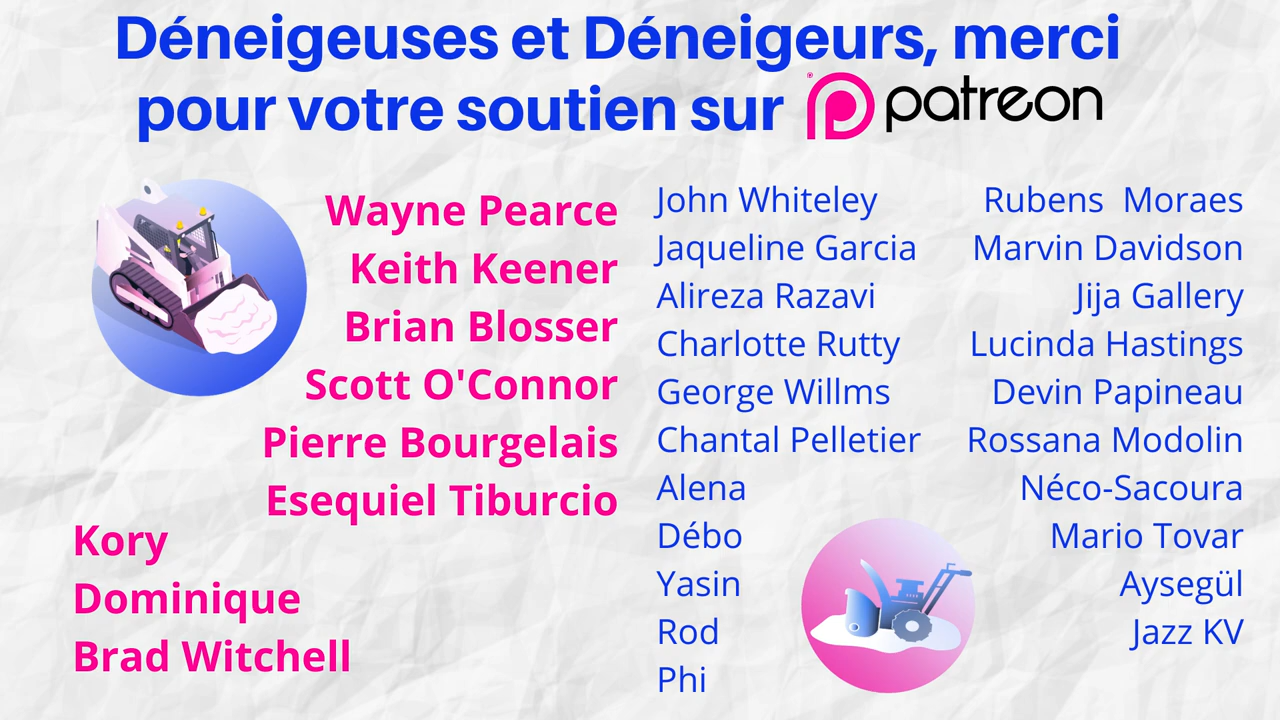 Déneigeuses et Déneigeurs, merci
pour votre soutien sur patreon
Wayne Pearce
Keith Keener
Brian Blosser
Scott O'Connor
Pierre Bourgelais
Esequiel Tiburcio
Kory
Dominique
Brad Witchell
John Whiteley
Jaqueline Garcia
Alireza Razavi
Charlotte Rutty
George Willms
Chantal Pelletier
Alena
Débo
Yasin
Rod
Phi
Rubens Moraes
Marvin Davidson
Jija Gallery
Lucinda Hastings
Devin Papineau
Rossana Modolin
Néco-Sacoura
Mario Tovar
Aysegül
Jazz KV